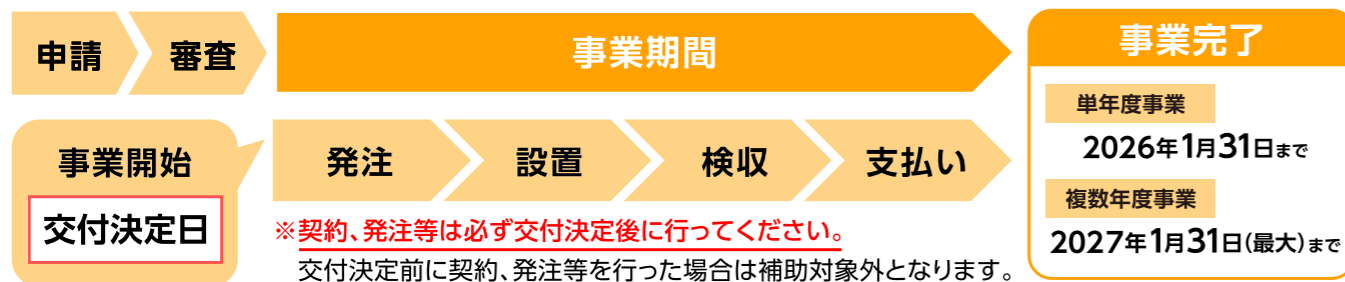 申請
審査
事業期間
事業開始
交付決定日
発注
設置
検収
支払い
※契約、発注等は必ず交付決定後に行ってください。
交付決定前に契約、発注等を行った場合は補助対象外となります。
事業完了
単年度事業
2026年1月31日まで
複数年度事業
2027年1月31日(最大)まで